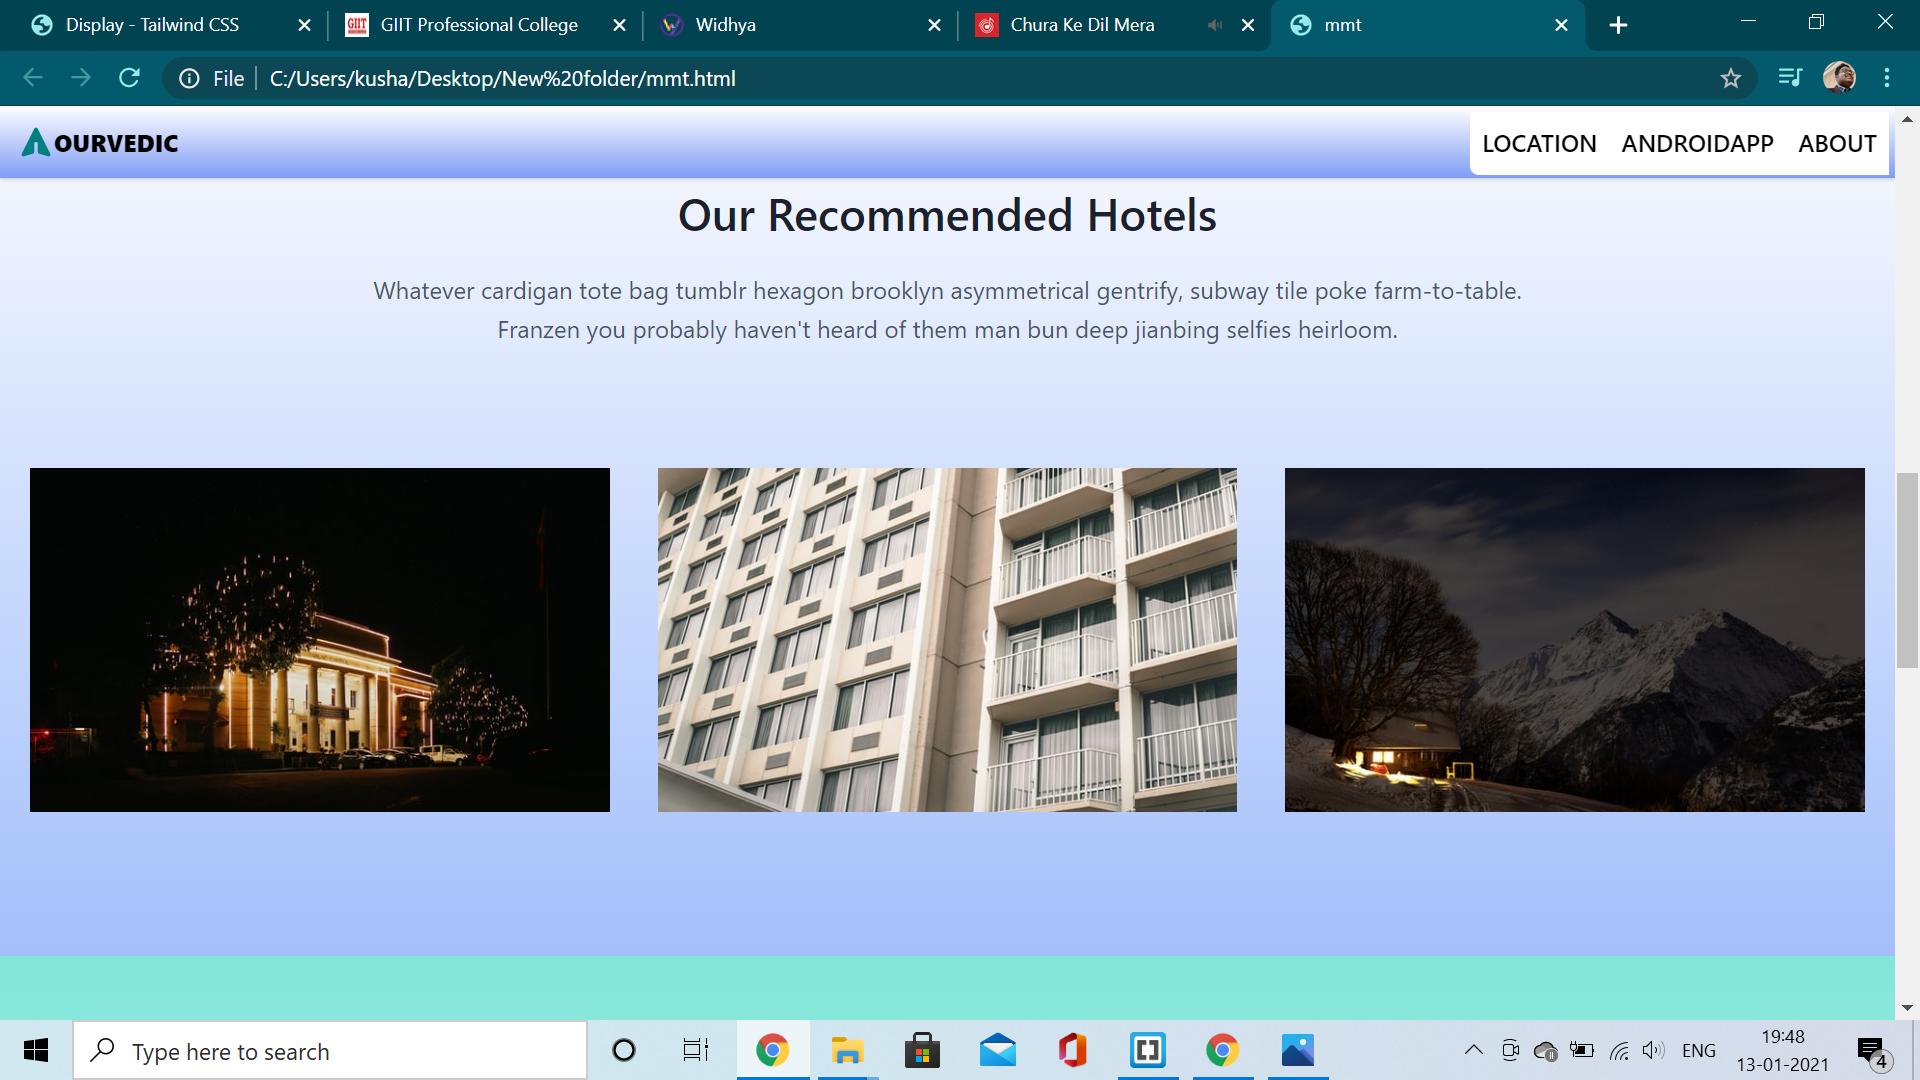 Display - Tailwind CSS
GIIT Professional College
Widhya
Chura Ke Dil Mera
mmt
File
C:/Users/kusha/Desktop/New%20folder/mmt.html
OURVEDIC
LOCATION ANDROIDAPP ABOUT
Our Recommended Hotels
Whatever cardigan tote bag tumblr hexagon brooklyn asymmetrical gentrify, subway tile poke farm-to-table.
Franzen you probably haven't heard of them man bun deep jianbing selfies heirloom.
Type here to search
ENG
19:48
13-01-2021
4